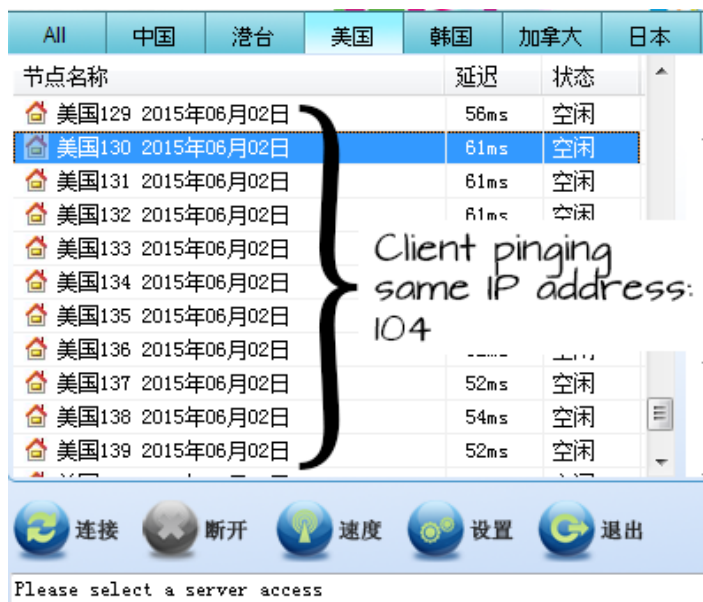 All 中国 港台 美国 韩国 加拿大 日本
节点名称 延迟 状态
美国129 2015年06月02日 56ms 空闲
美国130 2015年06月02日 61ms 空闲
美国131 2015年06月02日 61ms 空闲
美国132 2015年06月02日 61ms 空闲
美国133 2015年06月02日
美国134 2015年06月02日
美国135 2015年06月02日
美国136 2015年06月02日
美国137 2015年06月02日 52ms 空闲
美国138 2015年06月02日 54ms 空闲
美国139 2015年06月02日 52ms 空闲
Client pinging
same IP address:
104
连接 断开 速度 设置 退出
Please select a server access